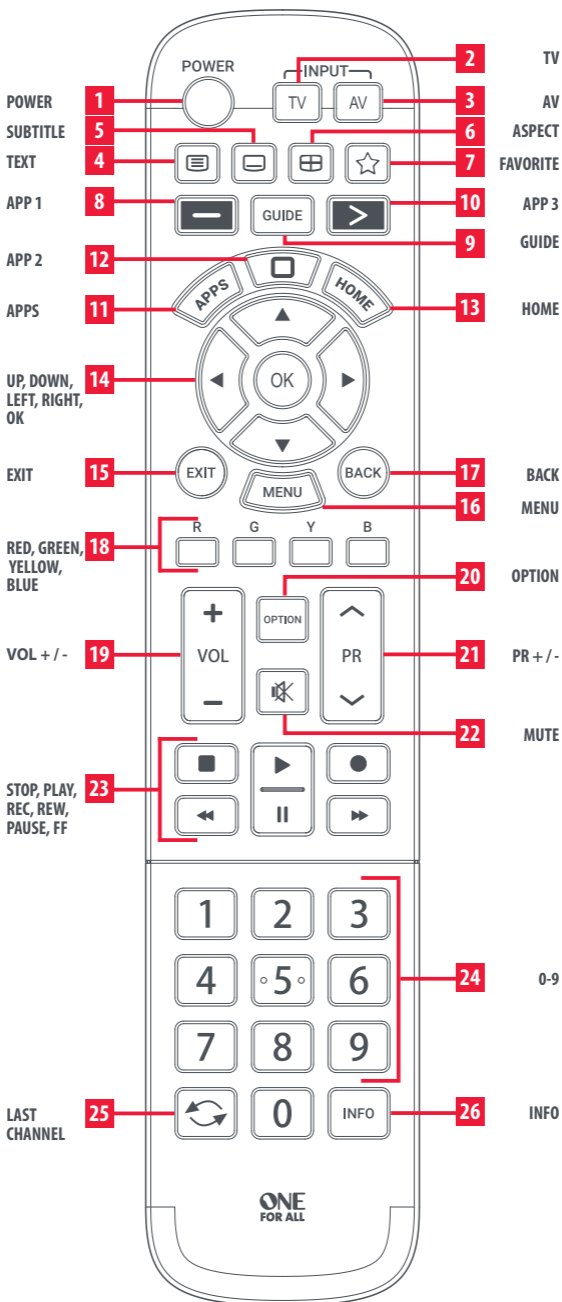 POWER
INPUT
2 TV
POWER 1 TV AV 3 AV
SUBTITLE 5 6 ASPECT
TEXT 4 7 FAVORITE
APP 1 8 GUIDE 10 APP 3
9 GUIDE
APP 2 12
APPS 11 APPS HOME 13 HOME
UP, DOWN, 14 OK
LEFT, RIGHT,
OK
EXIT 15 EXIT BACK 17 BACK
MENU 16 MENU
R G Y B
RED, GREEN, 18
YELLOW,
BLUE
20 OPTION
+ OPTION
VOL + / - 19 VOL PR 21 PR + / -
−
22 MUTE
STOP, PLAY, 23
REC, REW,
PAUSE, FF
1 2 3
4 5 6 24 0-9
7 8 9
LAST 25 0 INFO 26 INFO
CHANNEL
ONE
FOR ALL